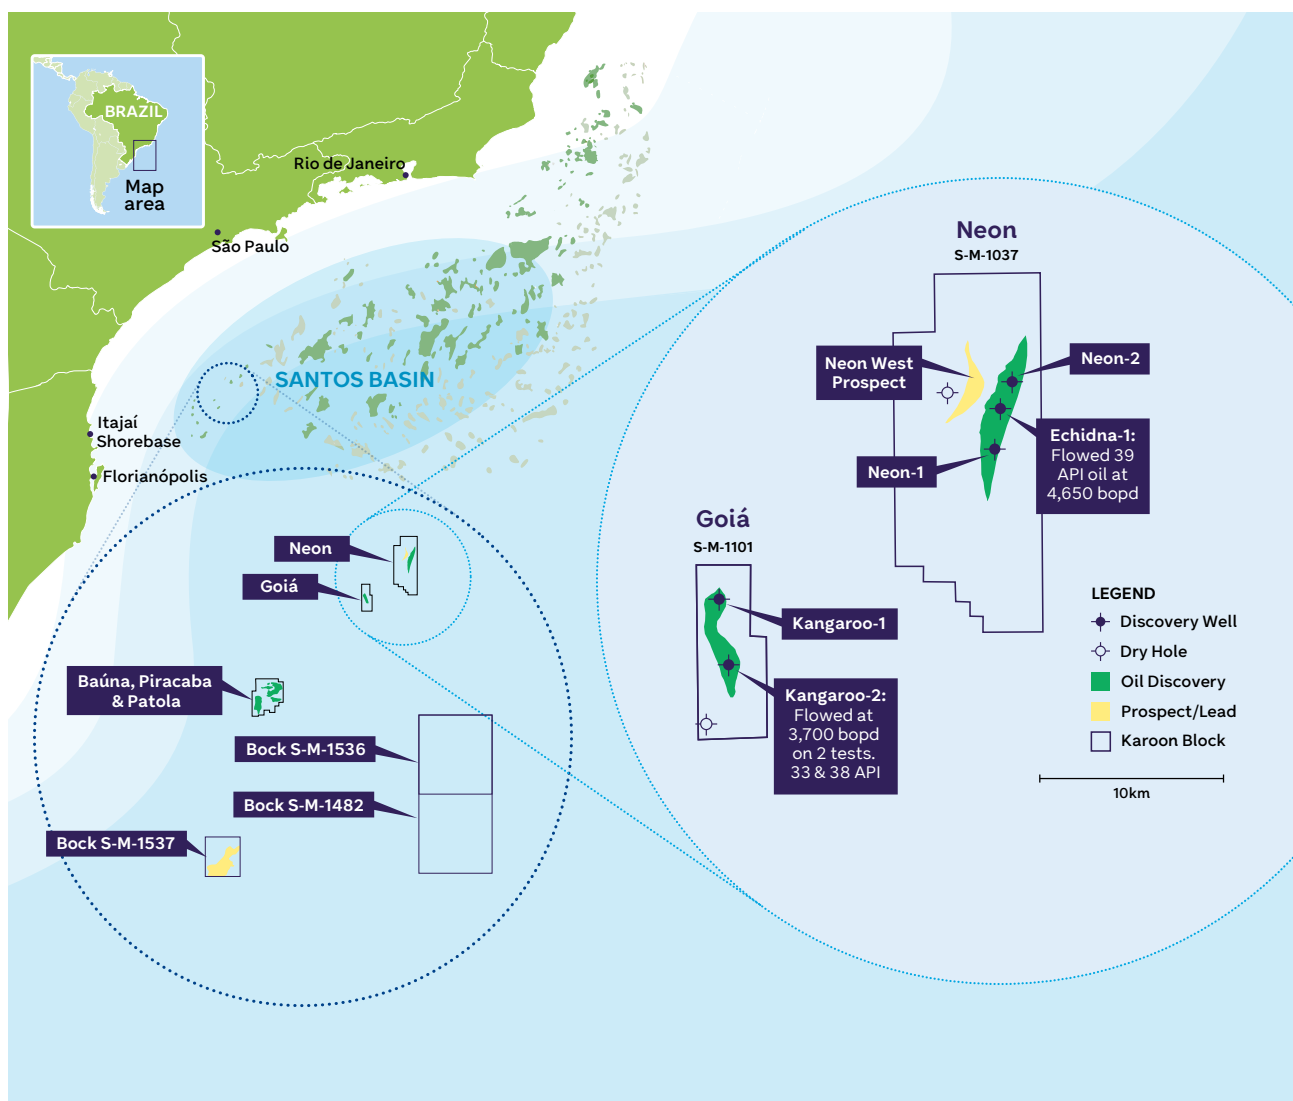 BRAZIL
Map
area
Rio de Janeiro
São Paulo
SANTOS BASIN
Itajaí
Shorebase
Florianópolis
Neon
Goiá
Baúna, Piracaba
& Patola
Bock S-M-1536
Bock S-M-1482
Bock S-M-1537
Neon
S-M-1037
Neon West
Prospect
Neon-2
Echidna-1:
Flowed 39
API oil at
4,650 bopd
Neon-1
Goiá
S-M-1101
Kangaroo-1
Kangaroo-2:
Flowed at
3,700 bopd
on 2 tests.
33 & 38 API
LEGEND
Discovery Well
Dry Hole
Oil Discovery
Prospect/Lead
Karoon Block
10km